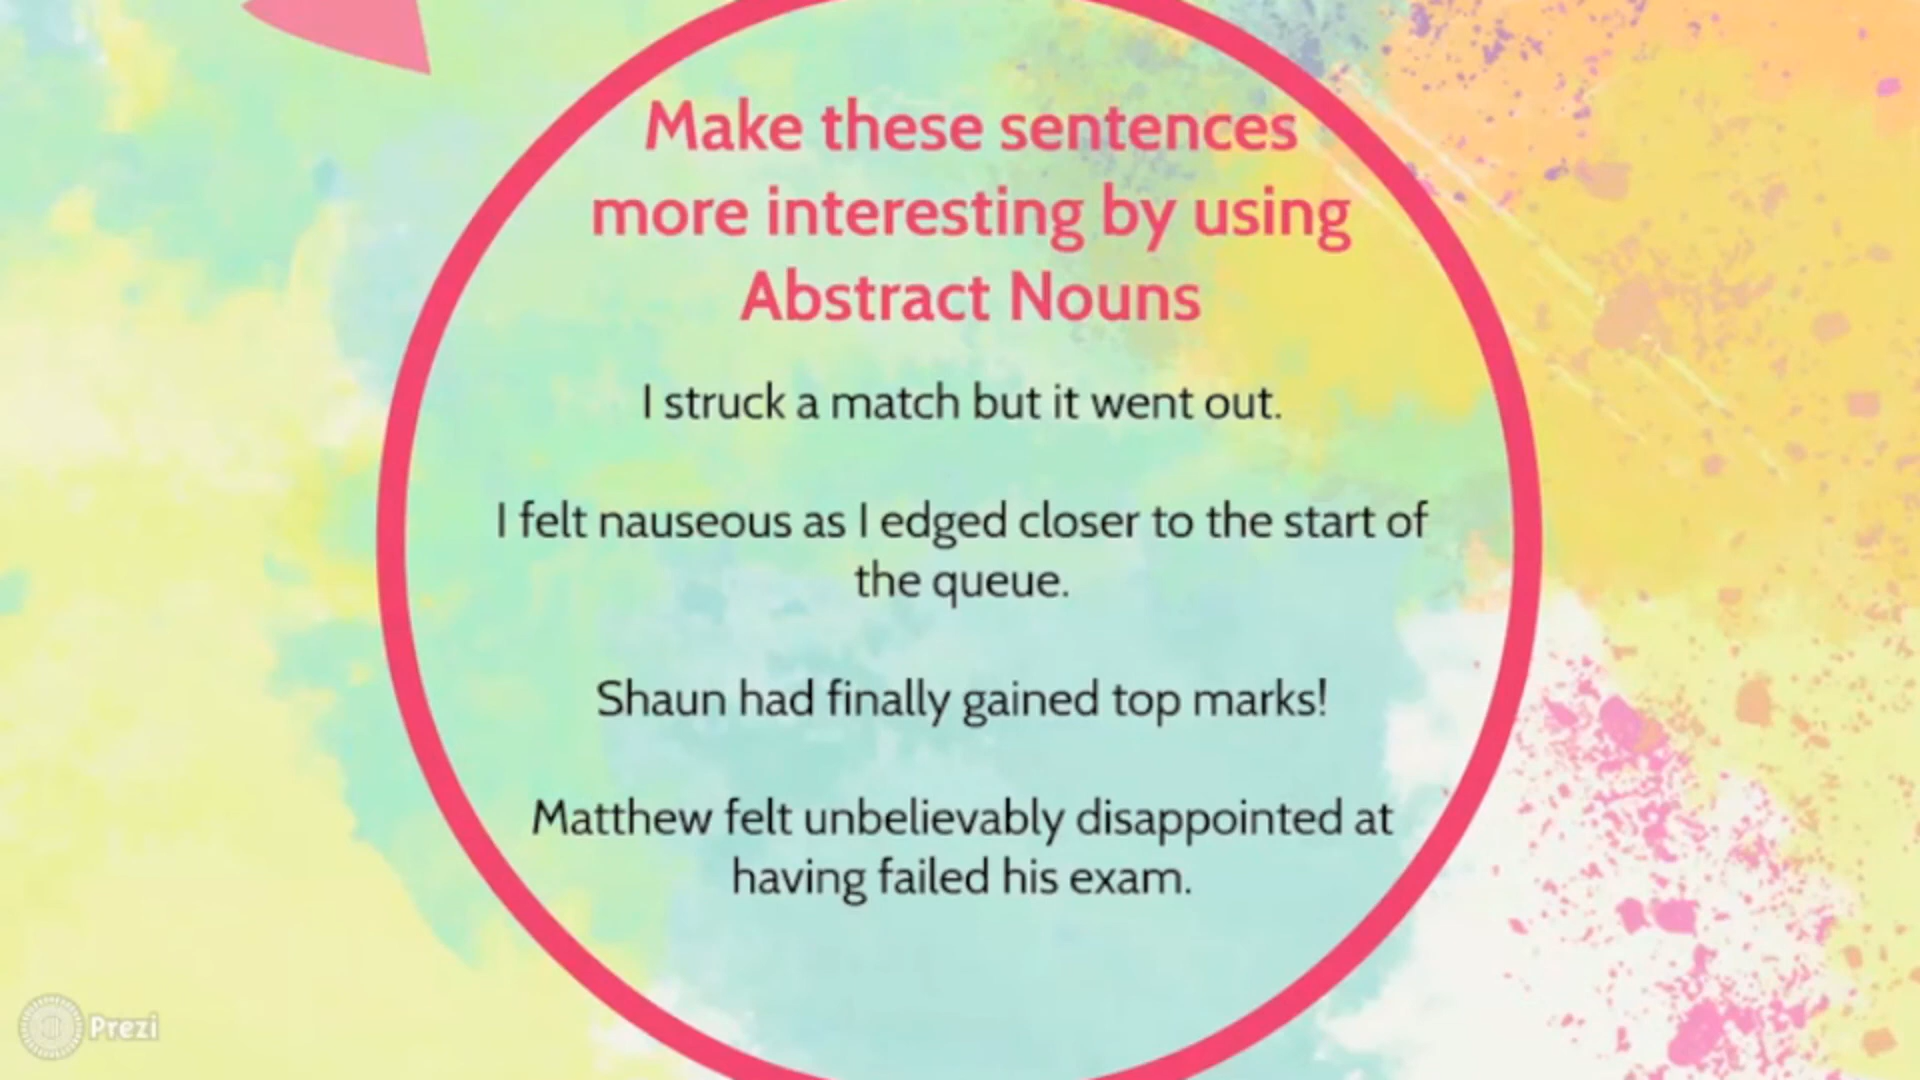 Make these sentences
more interesting by using
Abstract Nouns
I struck a match but it went out.
I felt nauseous as I edged closer to the start of
the queue.
Shaun had finally gained top marks!
Matthew felt unbelievably disappointed at
having failed his exam.
Prezi